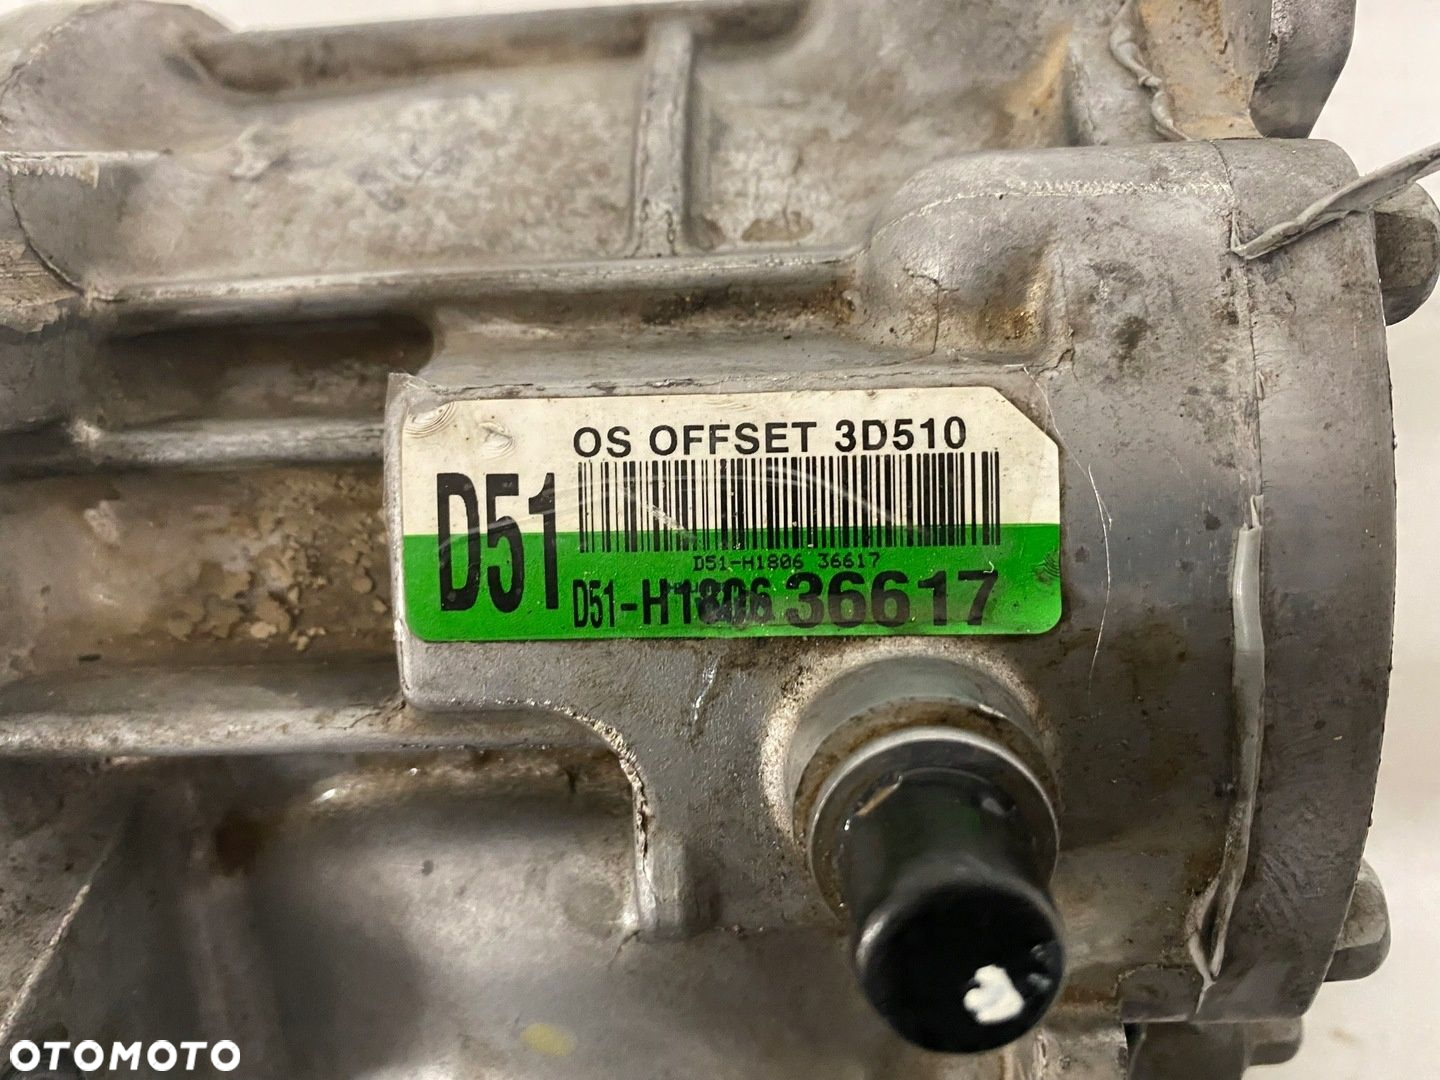 OS OFFSET 3D510
D51
D51-H1806 36617
D51-H1806 36617
OTOMOTO